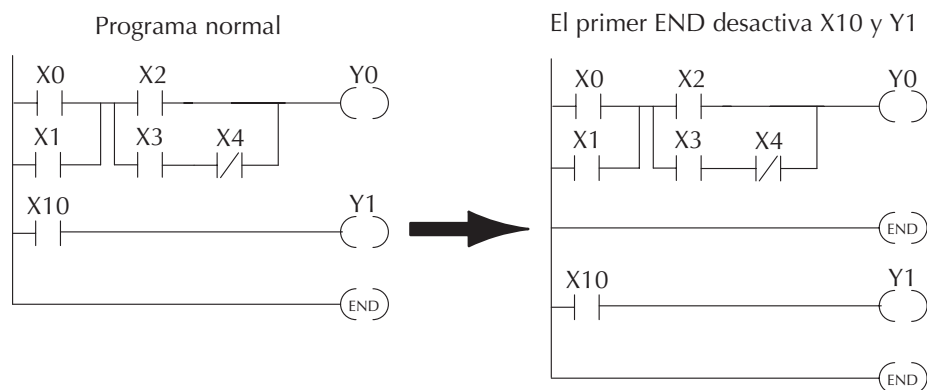 Programa normal
X0 X2 Y0
X1 X3 X4
X10 Y1
END
El primer END desactiva X10 y Y1
X0 X2 Y0
X1 X3 X4
END
X10 Y1
END